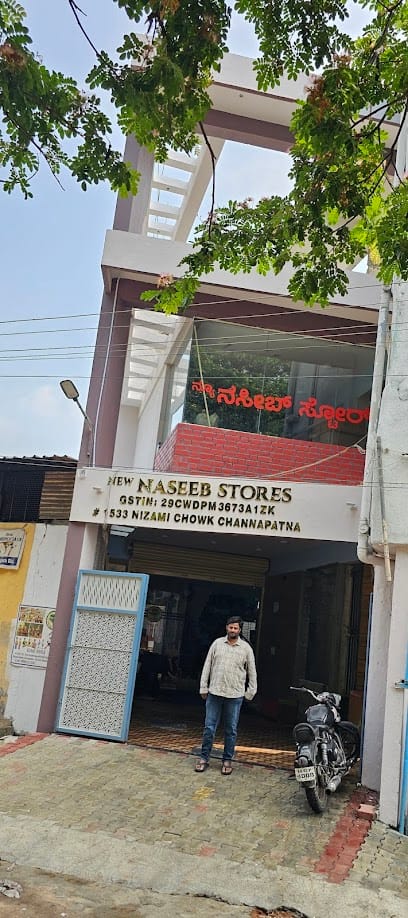 ನ್ಯೂ ನಸೀಬ್ ಸ್ಟೋರ್
NEW NASEEB STORES
GSTIN: 29CWDPM3673A1ZK
# 1533 NIZAMI CHOWK CHANNAPATNA